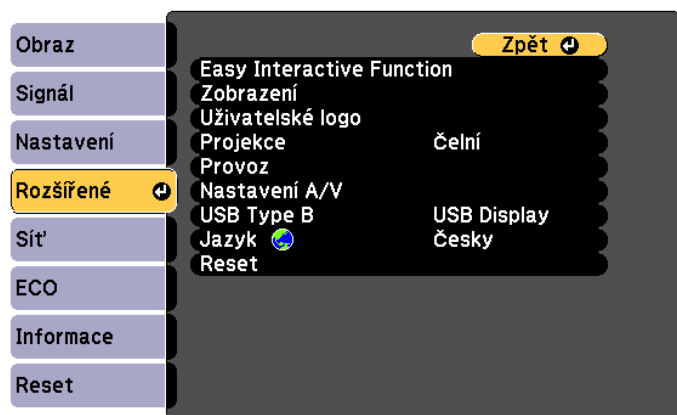 Obraz
Signál
Nastavení
Rozšířené
Síť
ECO
Informace
Reset
Zpět
Easy Interactive Function
Zobrazení
Uživatelské logo
Projekce Čelní
Provoz
Nastavení A/V
USB Type B USB Display
Jazyk Česky
Reset